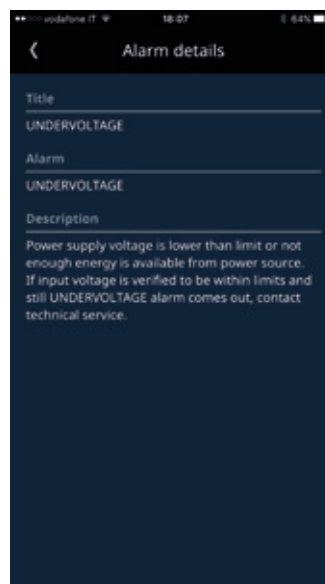 vodafone IT 18:07 64%
Alarm details
Title
UNDERVOLTAGE
Alarm
UNDERVOLTAGE
Description
Power supply voltage is lower than limit or not
enough energy is available from power source.
If input voltage is verified to be within limits and
still UNDERVOLTAGE alarm comes out, contact
technical service.